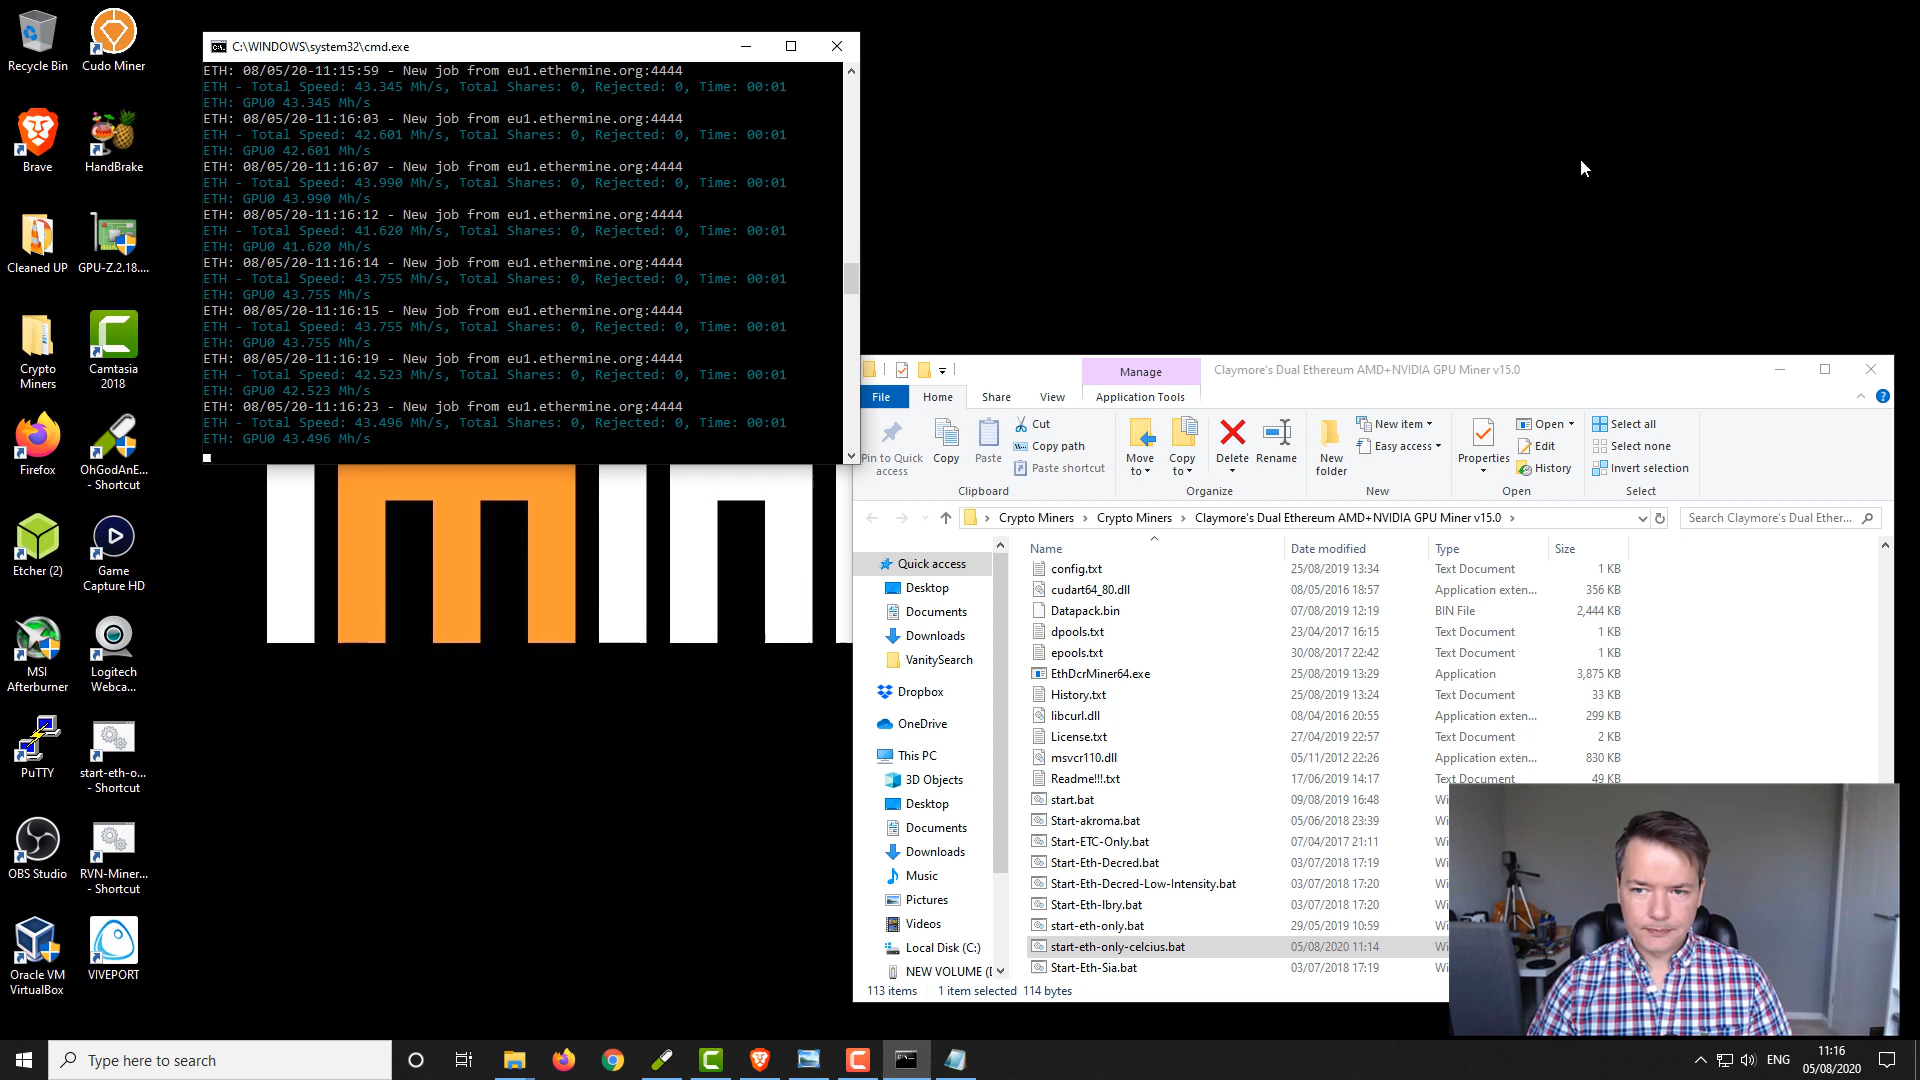 Recycle Bin
Cudo Miner
Brave
HandBrake
Cleaned UP
GPU-Z.2.18....
Crypto
Miners
Camtasia
2018
Firefox
OhGodAnE...
- Shortcut
Etcher (2)
Game
Capture HD
MSI
Afterburner
Logitech
Webca...
PuTTY
start-eth-o...
- Shortcut
OBS Studio
RVN-Miner...
- Shortcut
Oracle VM
VirtualBox
VIVEPORT
C:\WINDOWS\system32\cmd.exe
ETH: 08/05/20-11:15:59 - New job from eu1.ethermine.org:4444
ETH - Total Speed: 43.345 Mh/s, Total Shares: 0, Rejected: 0, Time: 00:01
ETH: GPU0 43.345 Mh/s
ETH: 08/05/20-11:16:03 - New job from eu1.ethermine.org:4444
ETH - Total Speed: 42.601 Mh/s, Total Shares: 0, Rejected: 0, Time: 00:01
ETH: GPU0 42.601 Mh/s
ETH: 08/05/20-11:16:07 - New job from eu1.ethermine.org:4444
ETH - Total Speed: 43.990 Mh/s, Total Shares: 0, Rejected: 0, Time: 00:01
ETH: GPU0 43.990 Mh/s
ETH: 08/05/20-11:16:12 - New job from eu1.ethermine.org:4444
ETH - Total Speed: 41.620 Mh/s, Total Shares: 0, Rejected: 0, Time: 00:01
ETH: GPU0 41.620 Mh/s
ETH: 08/05/20-11:16:14 - New job from eu1.ethermine.org:4444
ETH - Total Speed: 43.755 Mh/s, Total Shares: 0, Rejected: 0, Time: 00:01
ETH: GPU0 43.755 Mh/s
ETH: 08/05/20-11:16:15 - New job from eu1.ethermine.org:4444
ETH - Total Speed: 43.755 Mh/s, Total Shares: 0, Rejected: 0, Time: 00:01
ETH: GPU0 43.755 Mh/s
ETH: 08/05/20-11:16:19 - New job from eu1.ethermine.org:4444
ETH - Total Speed: 42.523 Mh/s, Total Shares: 0, Rejected: 0, Time: 00:01
ETH: GPU0 42.523 Mh/s
ETH: 08/05/20-11:16:23 - New job from eu1.ethermine.org:4444
ETH - Total Speed: 43.496 Mh/s, Total Shares: 0, Rejected: 0, Time: 00:01
ETH: GPU0 43.496 Mh/s
Manage
Claymore's Dual Ethereum AMD+NVIDIA GPU Miner v15.0
File Home Share View Application Tools
Pin to Quick
access
Copy
Paste
Cut
Copy path
Paste shortcut
Clipboard
Move
to
Copy
to
Delete
Rename
Organize
New
folder
New item
Easy access
New
Properties
Open
Edit
History
Open
Select all
Select none
Invert selection
Select
Crypto Miners > Crypto Miners > Claymore's Dual Ethereum AMD+NVIDIA GPU Miner v15.0 >
Search Claymore's Dual Ether...
Quick access
Desktop
Documents
Downloads
VanitySearch
Dropbox
OneDrive
This PC
3D Objects
Desktop
Documents
Downloads
Music
Pictures
Videos
Local Disk (C:)
NEW VOLUME (
Name Date modified Type Size
config.txt 25/08/2019 13:34 Text Document 1 KB
cudart64_80.dll 08/05/2016 18:57 Application exten... 356 KB
Datapack.bin 07/08/2019 12:19 BIN File 2,444 KB
dpools.txt 23/04/2017 16:15 Text Document 1 KB
epools.txt 30/08/2017 22:42 Text Document 1 KB
EthDcrMiner64.exe 25/08/2019 13:29 Application 3,875 KB
History.txt 25/08/2019 13:24 Text Document 33 KB
libcurl.dll 08/04/2016 20:55 Application exten... 299 KB
License.txt 27/04/2019 22:57 Text Document 2 KB
msvcr110.dll 05/11/2012 22:26 Application exten... 830 KB
Readme!!!.txt 17/06/2019 14:17 Text Document 49 KB
start.bat 09/08/2019 16:48 Wi
Start-akroma.bat 05/06/2018 23:39 Wi
Start-ETC-Only.bat 07/04/2017 21:11 Wi
Start-Eth-Decred.bat 03/07/2018 17:19 Wi
Start-Eth-Decred-Low-Intensity.bat 03/07/2018 17:20 Wi
Start-Eth-lbry.bat 03/07/2018 17:20 Wi
start-eth-only.bat 29/05/2019 10:59 Wi
start-eth-only-celcius.bat 05/08/2020 11:14 Wi
Start-Eth-Sia.bat 03/07/2018 17:19 Wi
113 items 1 item selected 114 bytes
Type here to search
ENG
11:16
05/08/2020